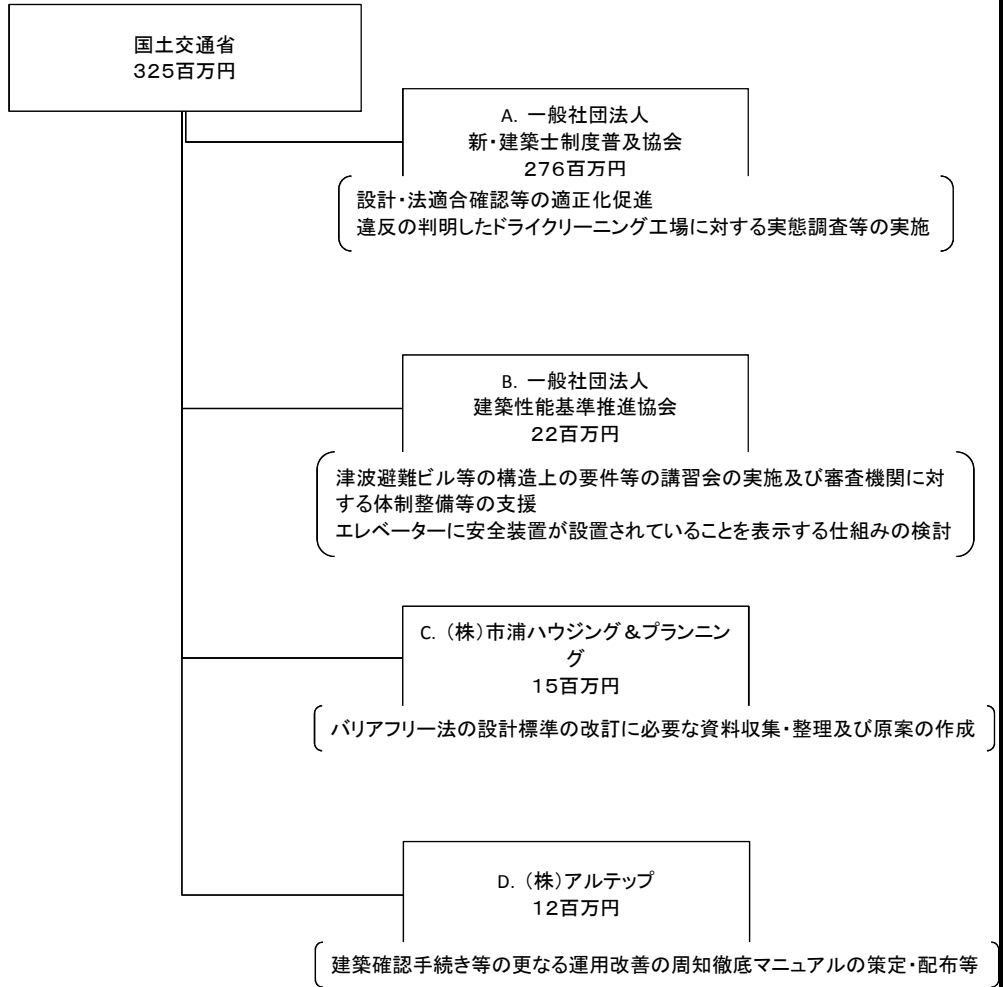 国土交通省
３２５百万円
A. 一般社団法人
新・建築士制度普及協会
２７６百万円
設計・法適合確認等の適正化促進
違反の判明したドライクリーニング工場に対する実態調査等の実施
B. 一般社団法人
建築性能基準推進協会
２２百万円
津波避難ビル等の構造上の要件等の講習会の実施及び審査機関に対
する体制整備等の支援
エレベーターに安全装置が設置されていることを表示する仕組みの検討
C. （株）市浦ハウジング＆プランニン
グ
１５百万円
バリアフリー法の設計標準の改訂に必要な資料収集・整理及び原案の作成
D. （株）アルテップ
１２百万円
建築確認手続き等の更なる運用改善の周知徹底マニュアルの策定・配布等